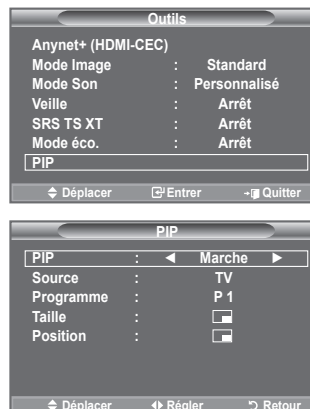 Outils
Anynet+ (HDMI-CEC)
Mode Image : Standard
Mode Son : Personnalisé
Veille : Arrêt
SRS TS XT : Arrêt
Mode éco. : Arrêt
PIP
Déplacer Entrer Quitter
PIP
PIP : ◄ Marche ►
Source : TV
Programme : P 1
Taille :
Position :
Déplacer Régler Retour